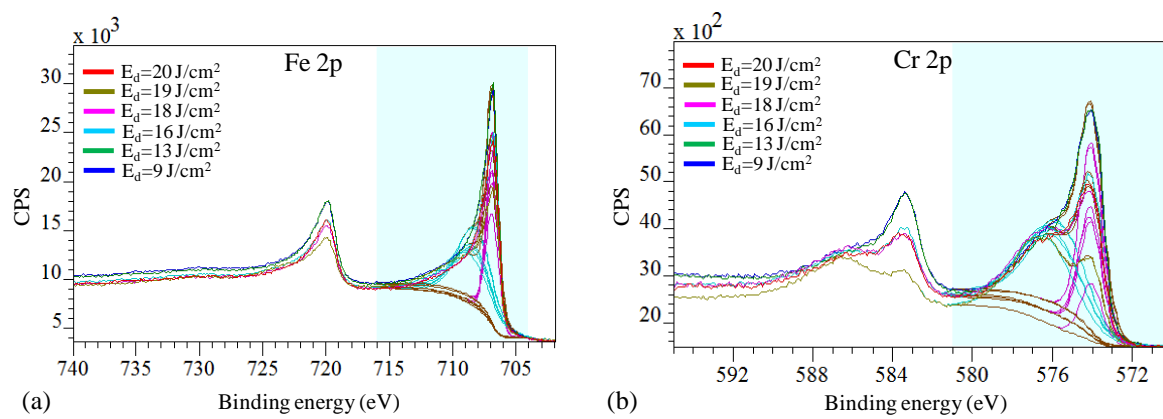 x 10³
Fe 2p
E_d=20 J/cm²
E_d=19 J/cm²
E_d=18 J/cm²
E_d=16 J/cm²
E_d=13 J/cm²
E_d=9 J/cm²
30
25
20
15
10
5
CPS
740
735
730
725
720
715
710
705
Binding energy (eV)
(a)
x 10²
Cr 2p
E_d=20 J/cm²
E_d=19 J/cm²
E_d=18 J/cm²
E_d=16 J/cm²
E_d=13 J/cm²
E_d=9 J/cm²
70
60
50
40
30
20
CPS
592
588
584
580
576
572
Binding energy (eV)
(b)